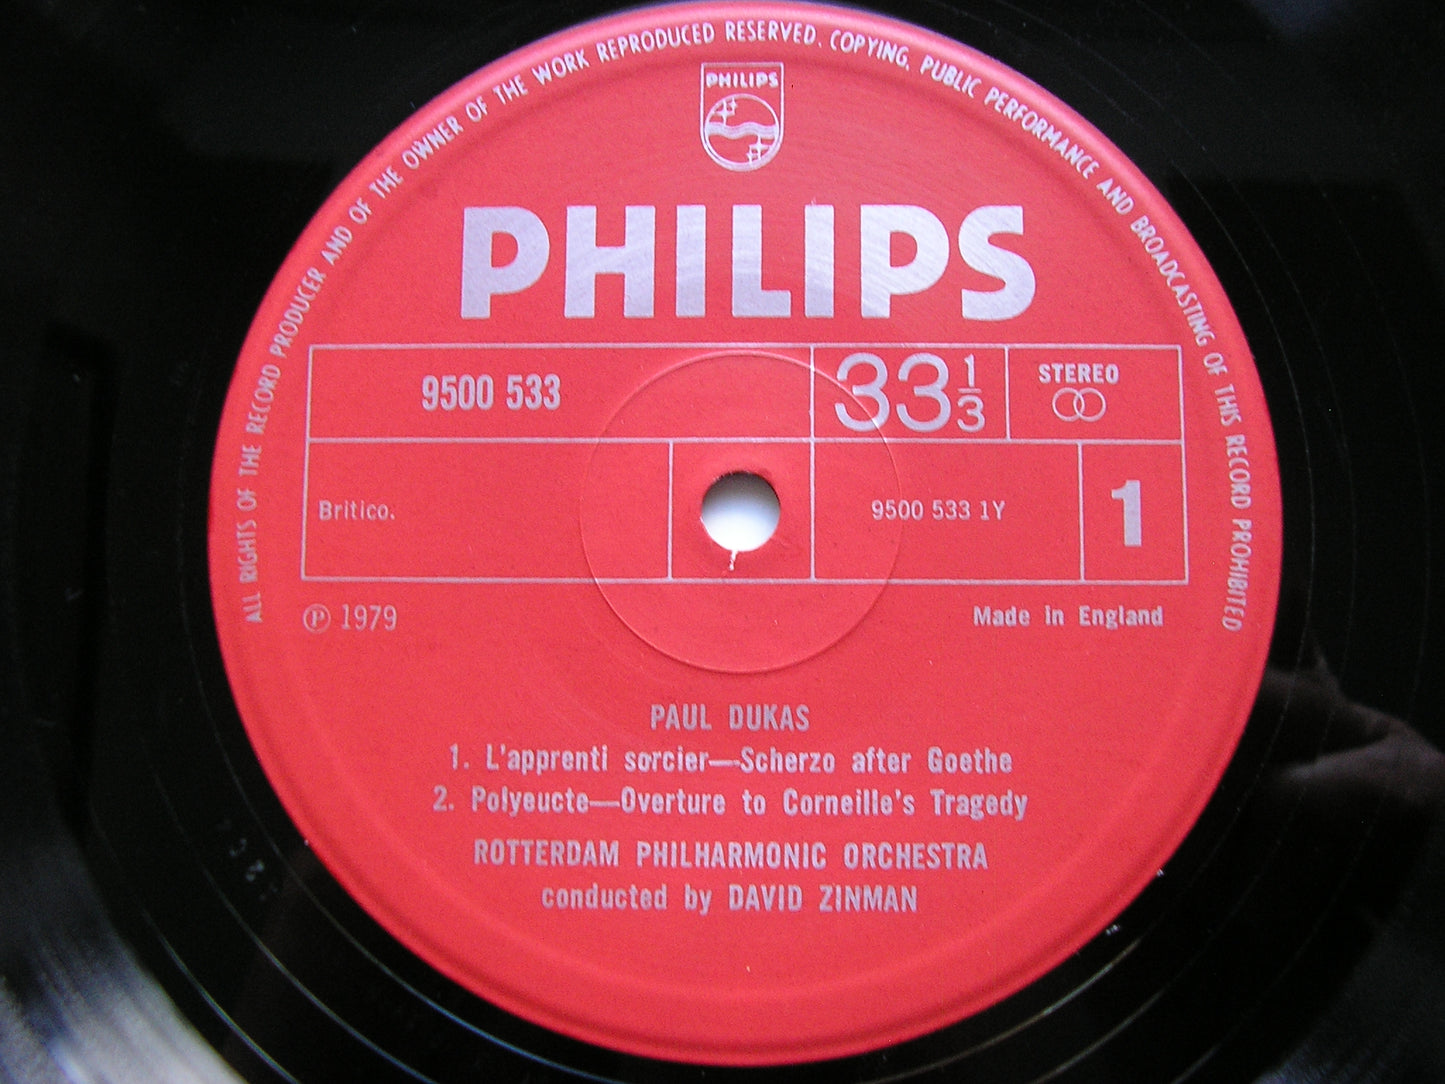 ALL RIGHTS OF THE RECORD PRODUCER AND OF THE OWNER OF THE WORK REPRODUCED RESERVED. COPYING, PUBLIC PERFORMANCE AND BROADCASTING OF THIS RECORD PROHIBITED
PHILIPS
PHILIPS
9500 533
33 1/3
STEREO
Britico.
9500 533 1Y
1
Ⓟ 1979
Made in England
PAUL DUKAS
1. L'apprenti sorcier—Scherzo after Goethe
2. Polyeucte—Overture to Corneille's Tragedy
ROTTERDAM PHILHARMONIC ORCHESTRA
conducted by DAVID ZINMAN